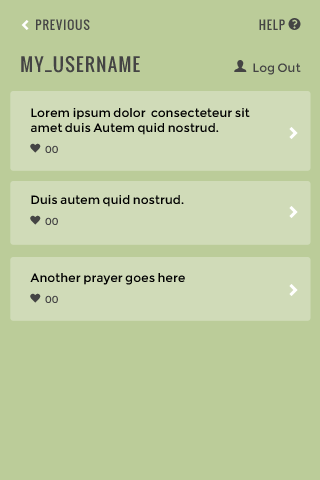 PREVIOUS
HELP
MY_USERNAME
Log Out
Lorem ipsum dolor consecteteur sit
amet duis Autem quid nostrud.
00
Duis autem quid nostrud.
00
Another prayer goes here
00